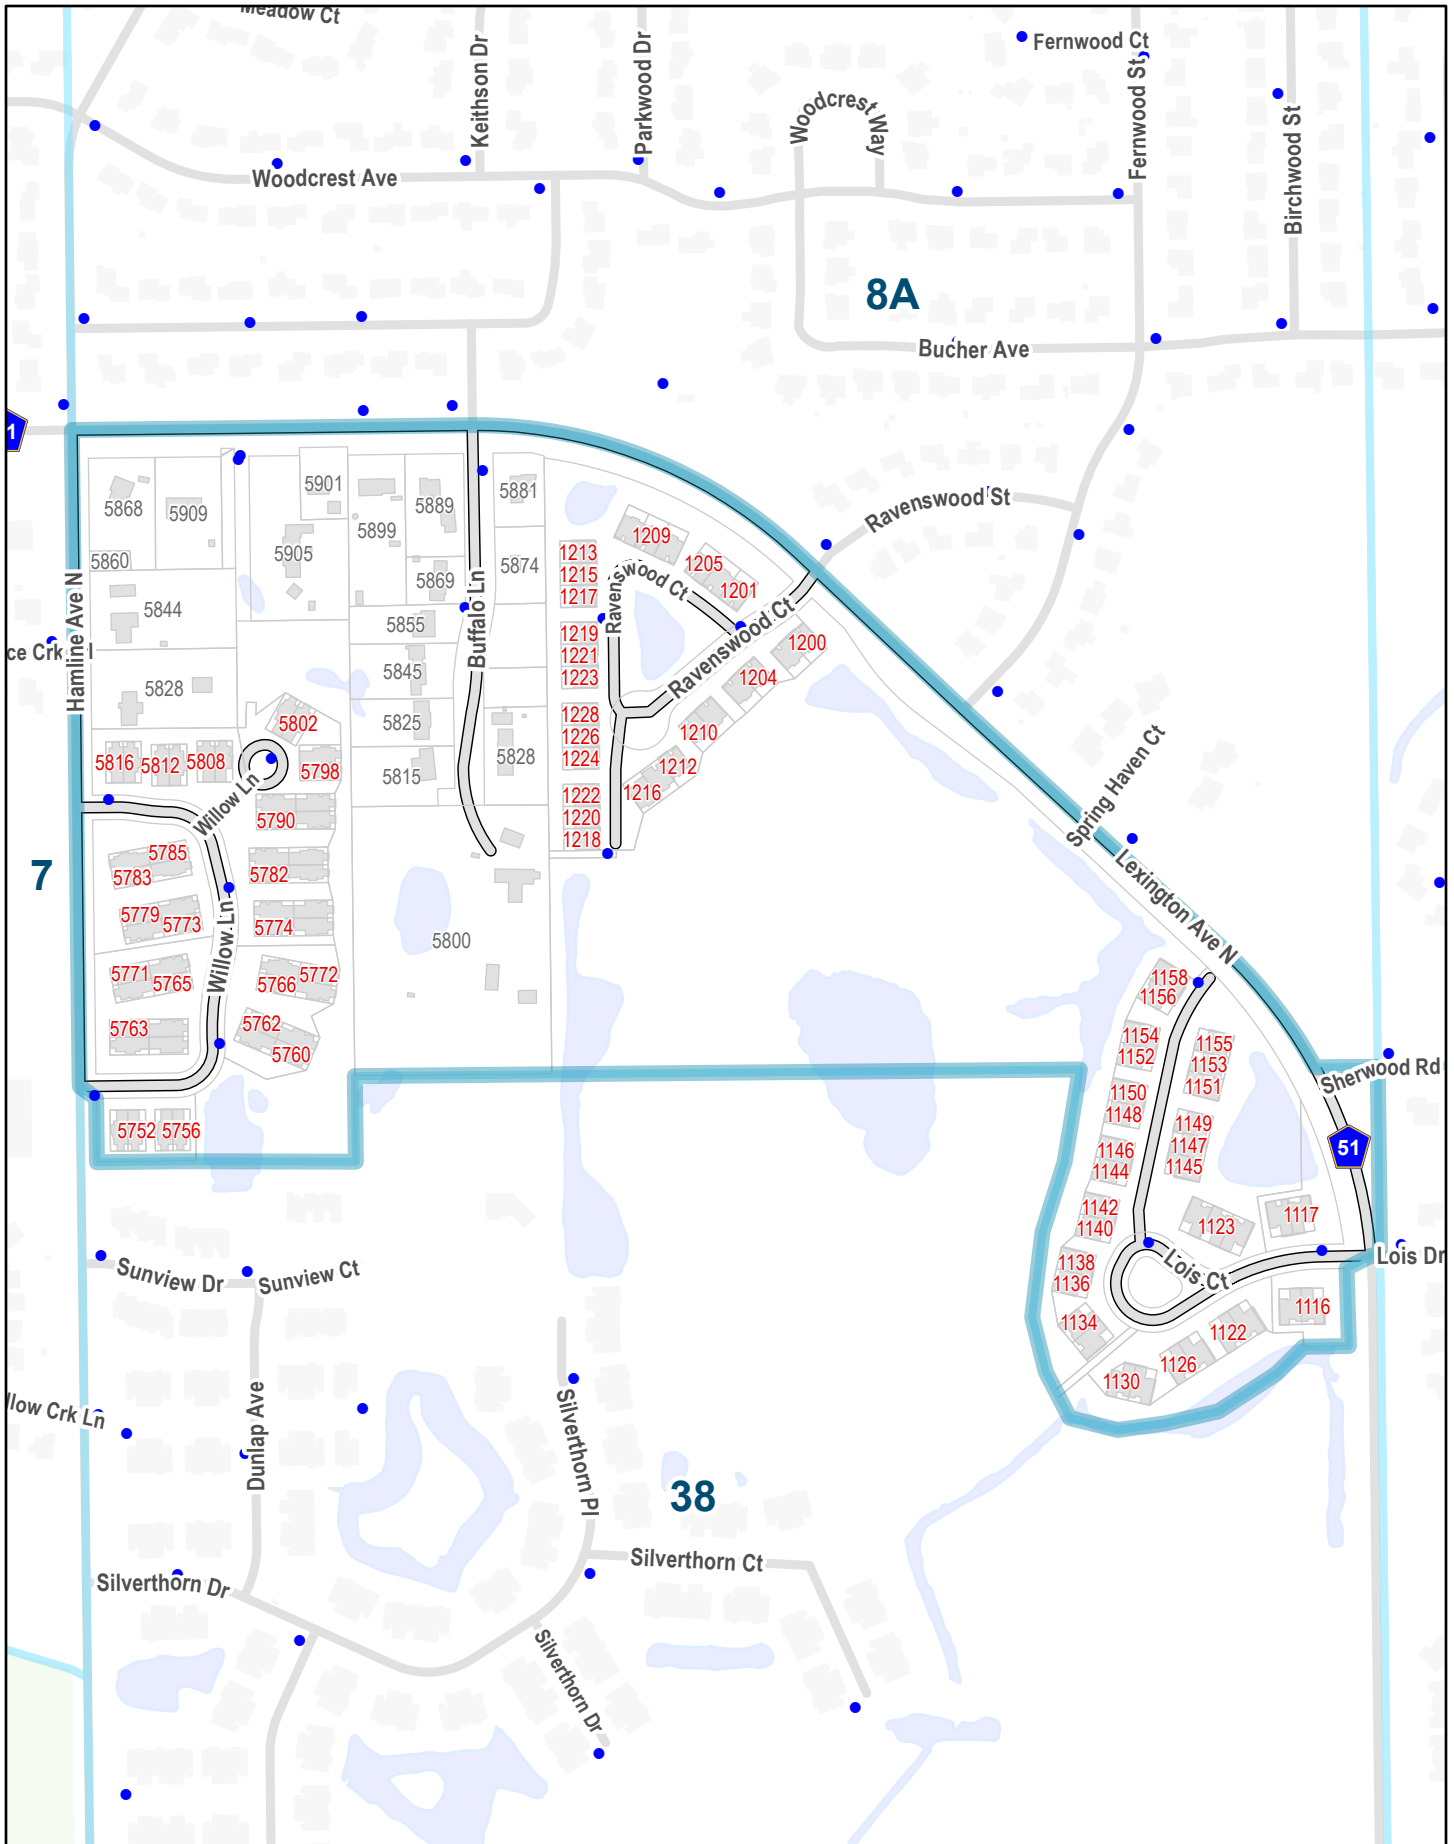 Meadow Ct
Keithson Dr
Parkwood Dr
Fernwood Ct
Fernwood St
Birchwood St
Woodcrest Way
Woodcrest Ave
8A
Bucher Ave
1
Ravenswood St
5868
5909
5901
5905
5899
5889
5881
5860
5869
5874
5844
5855
5845
5828
5825
5815
5828
5800
Hamline Ave N
Buffalo Ln
ce Crk
1209
1205
1201
1213
1215
1217
1219
1221
1223
1228
1226
1224
1222
1220
1218
Ravenswood Ct
Ravenswood Ct
1200
1204
1210
1212
1216
5802
5816
5812
5808
5798
Willow Ln
5790
5785
5783
5782
5779
5773
5774
Willow Ln
5771
5765
5766
5772
5763
5762
5760
5752
5756
7
Spring Haven Ct
Lexington Ave N
1158
1156
1154
1152
1155
1153
1151
1150
1148
1149
1147
1145
1146
1144
1142
1140
1123
1117
1138
1136
1134
1116
1122
1126
1130
Sherwood Rd
51
Lois Dr
Lois Ct
Sunview Dr
Sunview Ct
llow Crk Ln
Dunlap Ave
Silverthorn Pl
38
Silverthorn Ct
Silverthorn Dr
Silverthorn Dr